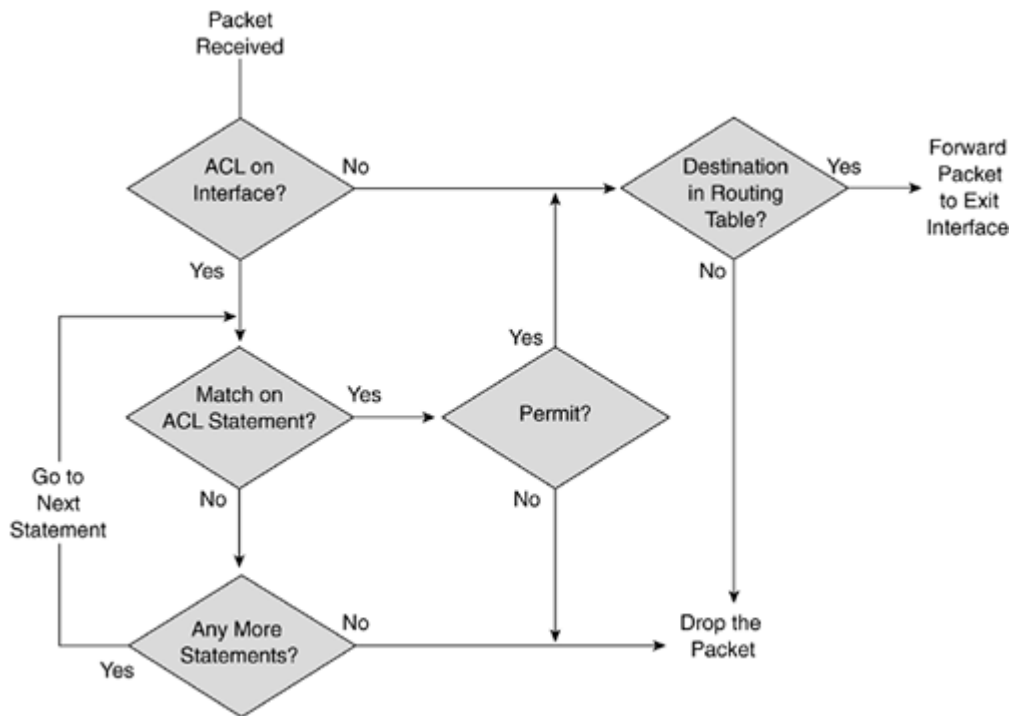 Packet
Received
ACL on
Interface?
No
Yes
Destination
in Routing
Table?
Yes
No
Forward
Packet
to Exit
Interface
Match on
ACL Statement?
Yes
No
Permit?
Yes
No
Go to
Next
Statement
Any More
Statements?
No
Yes
Drop the
Packet